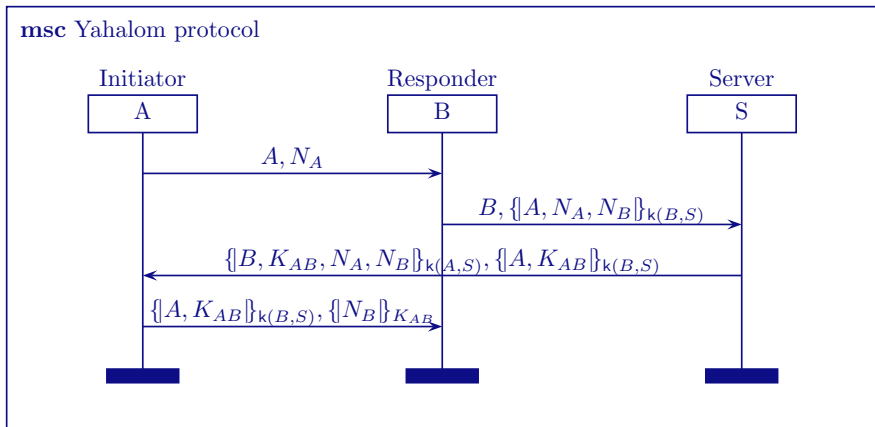 msc Yahalom protocol
Initiator Responder Server
A B S
A, N_A
B, {|A, N_A, N_B|}_k(B,S)
{|B, K_AB, N_A, N_B|}_k(A,S), {|A, K_AB|}_k(B,S)
{|A, K_AB|}_k(B,S), {|N_B|}_K_AB